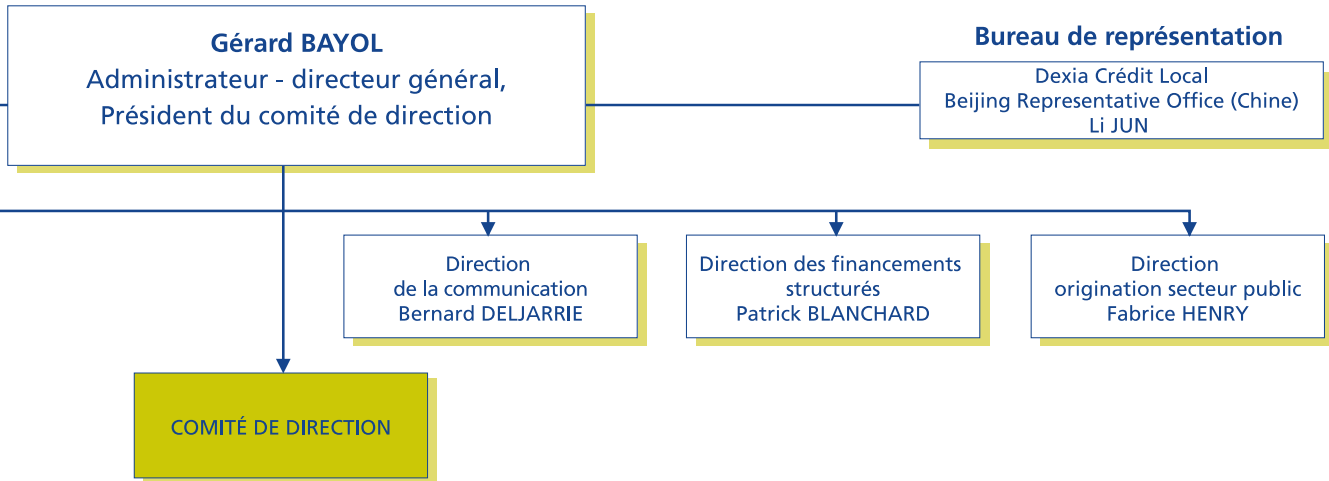 Gérard BAYOL
Administrateur - directeur général,
Président du comité de direction
Bureau de représentation
Dexia Crédit Local
Beijing Representative Office (Chine)
Li JUN
Direction
de la communication
Bernard DELJARRIE
Direction des financements
structurés
Patrick BLANCHARD
Direction
origination secteur public
Fabrice HENRY
COMITÉ DE DIRECTION